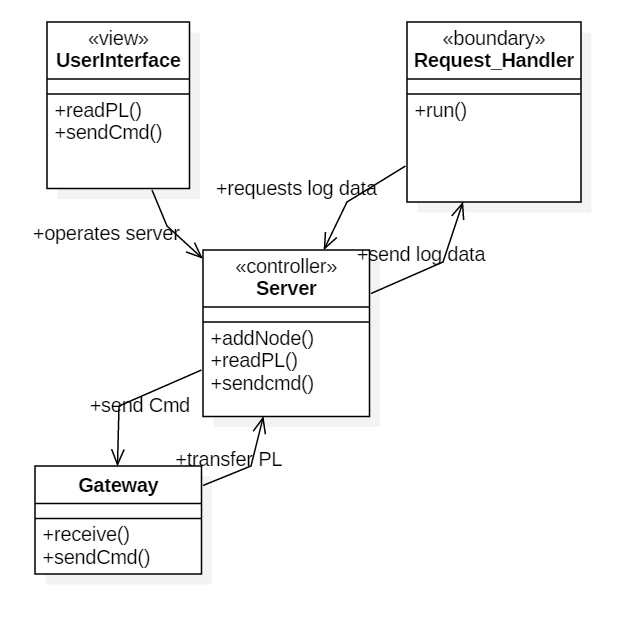 «view»
UserInterface
+readPL()
+sendCmd()
«boundary»
Request_Handler
+run()
+requests log data
+operates server
+send log data
«controller»
Server
+addNode()
+readPL()
+sendcmd()
+send Cmd
+transfer PL
Gateway
+receive()
+sendCmd()